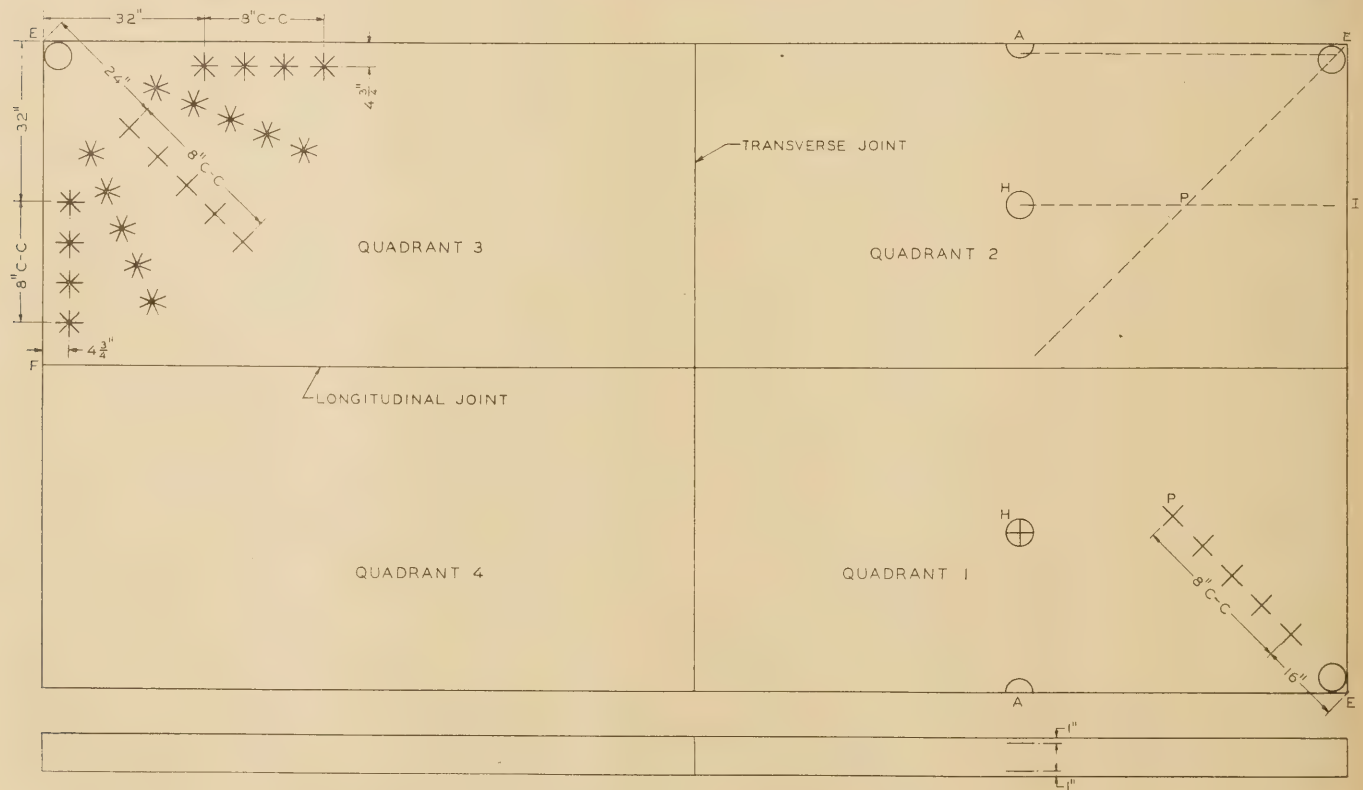 32"
8"C-C
E
A
E
24"
4 3/4"
32"
8"C-C
TRANSVERSE JOINT
H
P
I
QUADRANT 3
QUADRANT 2
8"C-C
4 3/4"
F
LONGITUDINAL JOINT
P
H
QUADRANT 4
QUADRANT 1
8"C-C
16"
A
E
1"
1"